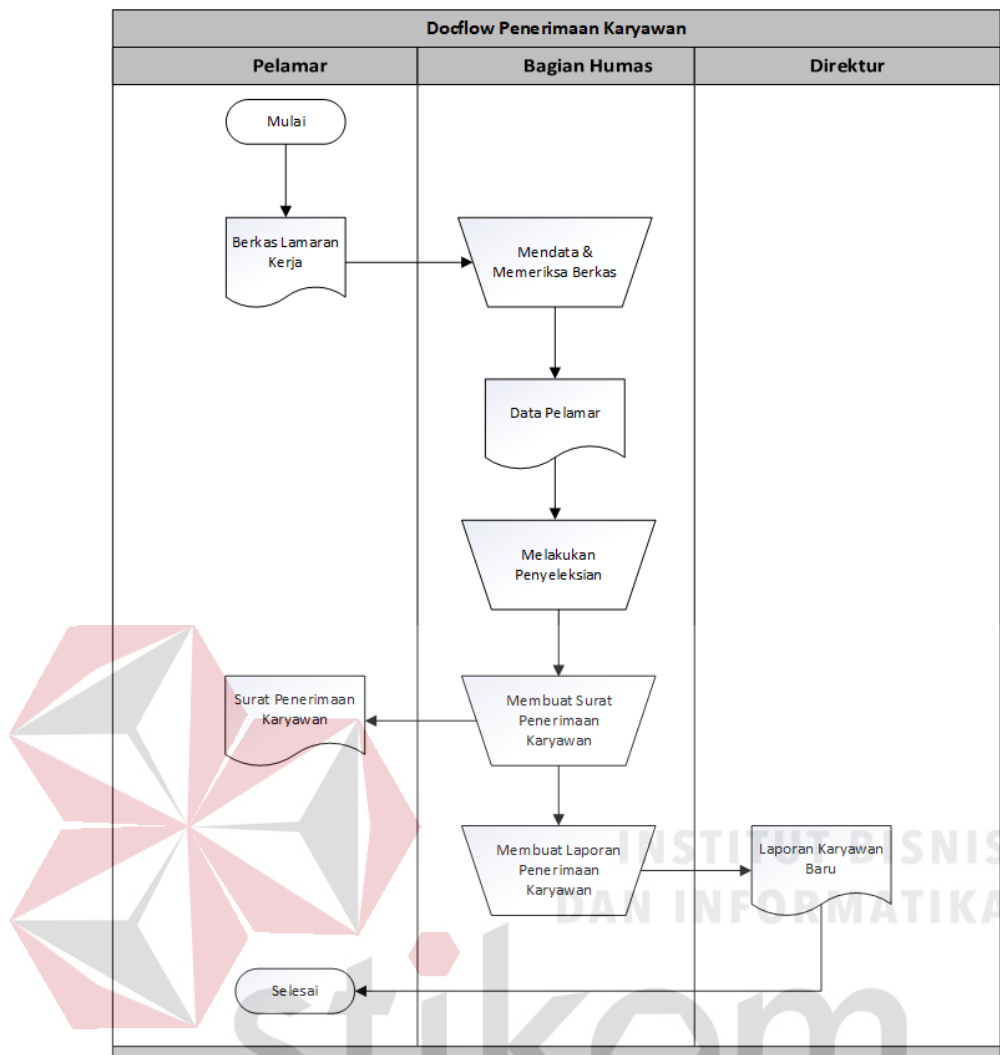 Docflow Penerimaan Karyawan
Pelamar
Bagian Humas
Direktur
Mulai
Berkas Lamaran
Kerja
Mendata &
Memeriksa Berkas
Data Pelamar
Melakukan
Penyeleksian
Surat Penerimaan
Karyawan
Membuat Surat
Penerimaan
Karyawan
Membuat Laporan
Penerimaan
Karyawan
Laporan Karyawan
Baru
INSTITUT BISNIS
DAN INFORMATIKA
Selesai
stikom